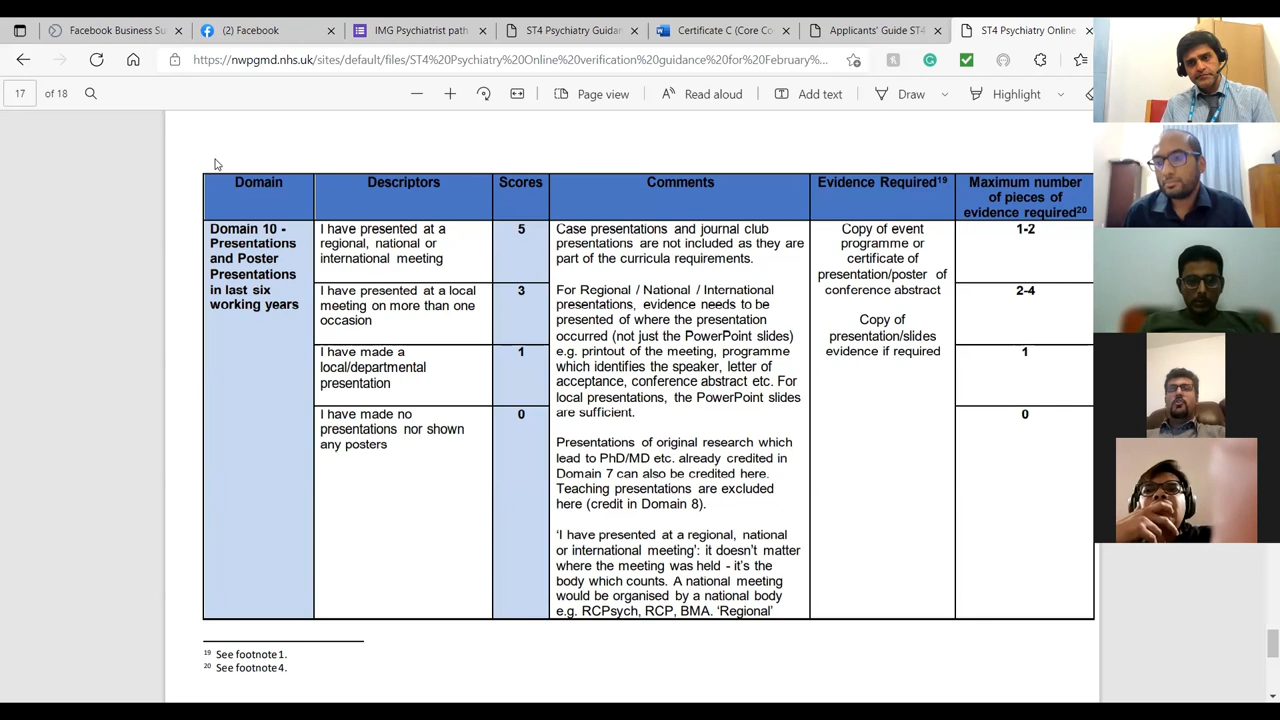 Facebook Business Su
(2) Facebook
IMG Psychiatrist path
ST4 Psychiatry Guidan
Certificate C (Core Co
Applicants' Guide ST4
ST4 Psychiatry Online
https://nwpgmd.nhs.uk/sites/default/files/ST4%20Psychiatry%20Online%20verification%20guidance%20for%20February%...
17 of 18
Page view
Read aloud
Add text
Draw
Highlight
Domain
Descriptors
Scores
Comments
Evidence Required19
Maximum number
of pieces of
evidence required20
Domain 10 -
Presentations
and Poster
Presentations
in last six
working years
I have presented at a
regional, national or
international meeting
5
I have presented at a local
meeting on more than one
occasion
3
I have made a
local/departmental
presentation
1
I have made no
presentations nor shown
any posters
0
Case presentations and journal club
presentations are not included as they are
part of the curricula requirements.
For Regional / National / International
presentations, evidence needs to be
presented of where the presentation
occurred (not just the PowerPoint slides)
e.g. printout of the meeting, programme
which identifies the speaker, letter of
acceptance, conference abstract etc. For
local presentations, the PowerPoint slides
are sufficient.
Presentations of original research which
lead to PhD/MD etc. already credited in
Domain 7 can also be credited here.
Teaching presentations are excluded
here (credit in Domain 8).
'I have presented at a regional, national
or international meeting': it doesn't matter
where the meeting was held - it's the
body which counts. A national meeting
would be organised by a national body
e.g. RCPsych, RCP, BMA. 'Regional'
Copy of event
programme or
certificate of
presentation/poster of
conference abstract
Copy of
presentation/slides
evidence if required
1-2
2-4
1
0
19 See footnote 1.
20 See footnote 4.